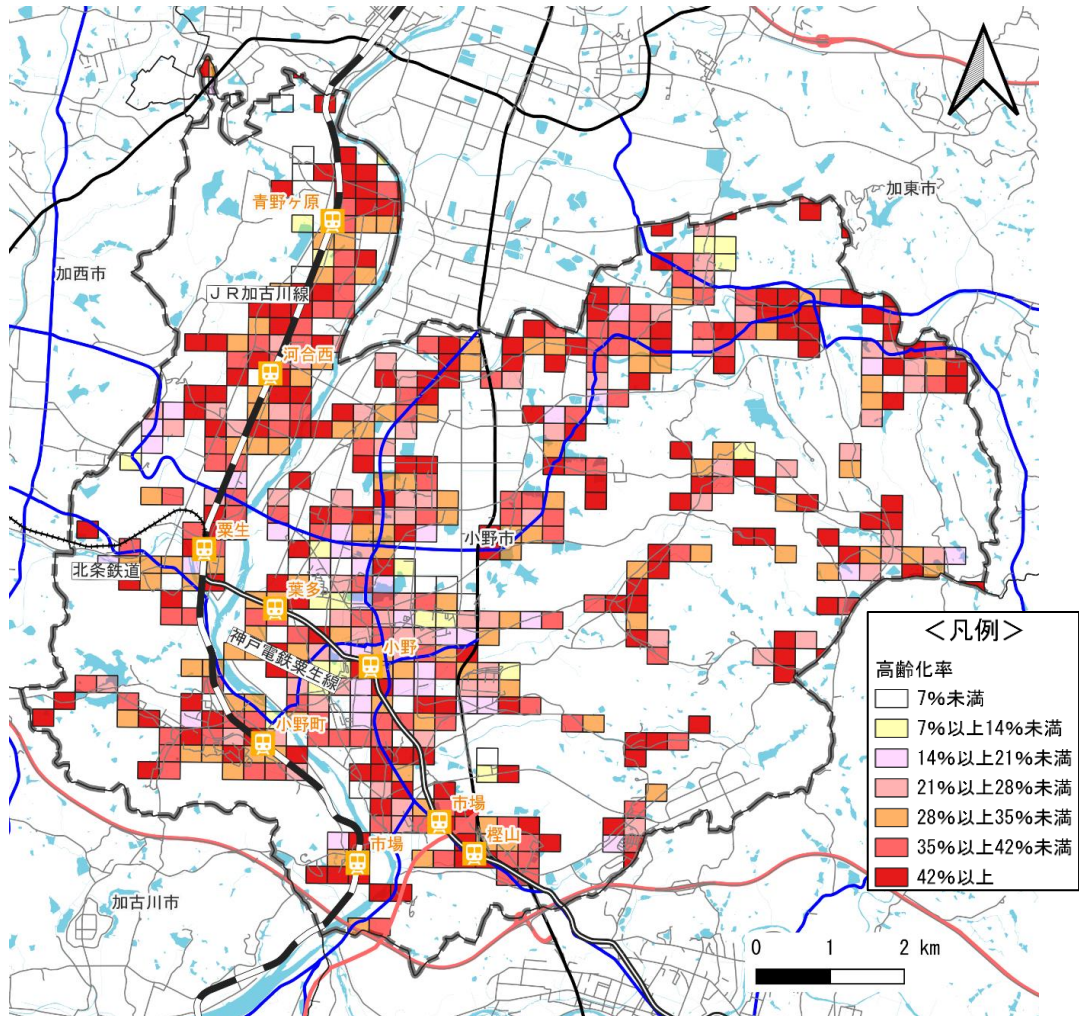 加東市
青野ヶ原
加西市
ＪＲ加古川線
河合西
粟生
小野市
北条鉄道
葉多
神戸電鉄粟生線
小野
小野町
市場
樫山
市場
加古川市
＜凡例＞
高齢化率
7%未満
7%以上14%未満
14%以上21%未満
21%以上28%未満
28%以上35%未満
35%以上42%未満
42%以上
0 1 2 km